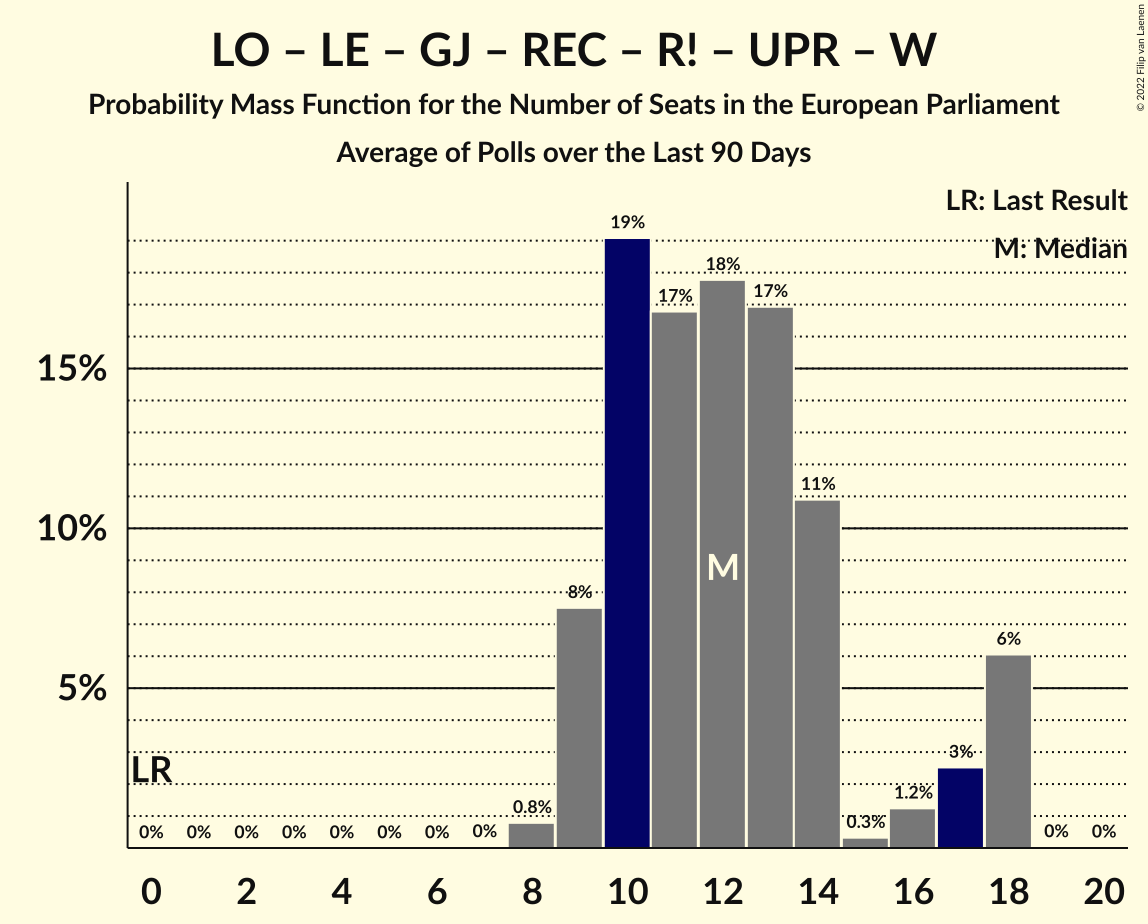 LO – LE – GJ – REC – R! – UPR – W
Probability Mass Function for the Number of Seats in the European Parliament
Average of Polls over the Last 90 Days
© 2022 Filip van Laenen
LR: Last Result
M: Median
19%
18%
17%
17%
15%
11%
10%
M
8%
6%
5%
3%
LR
1.2%
0.8%
0.3%
0% 0% 0% 0% 0% 0% 0% 0% 0% 0%
0 2 4 6 8 10 12 14 16 18 20